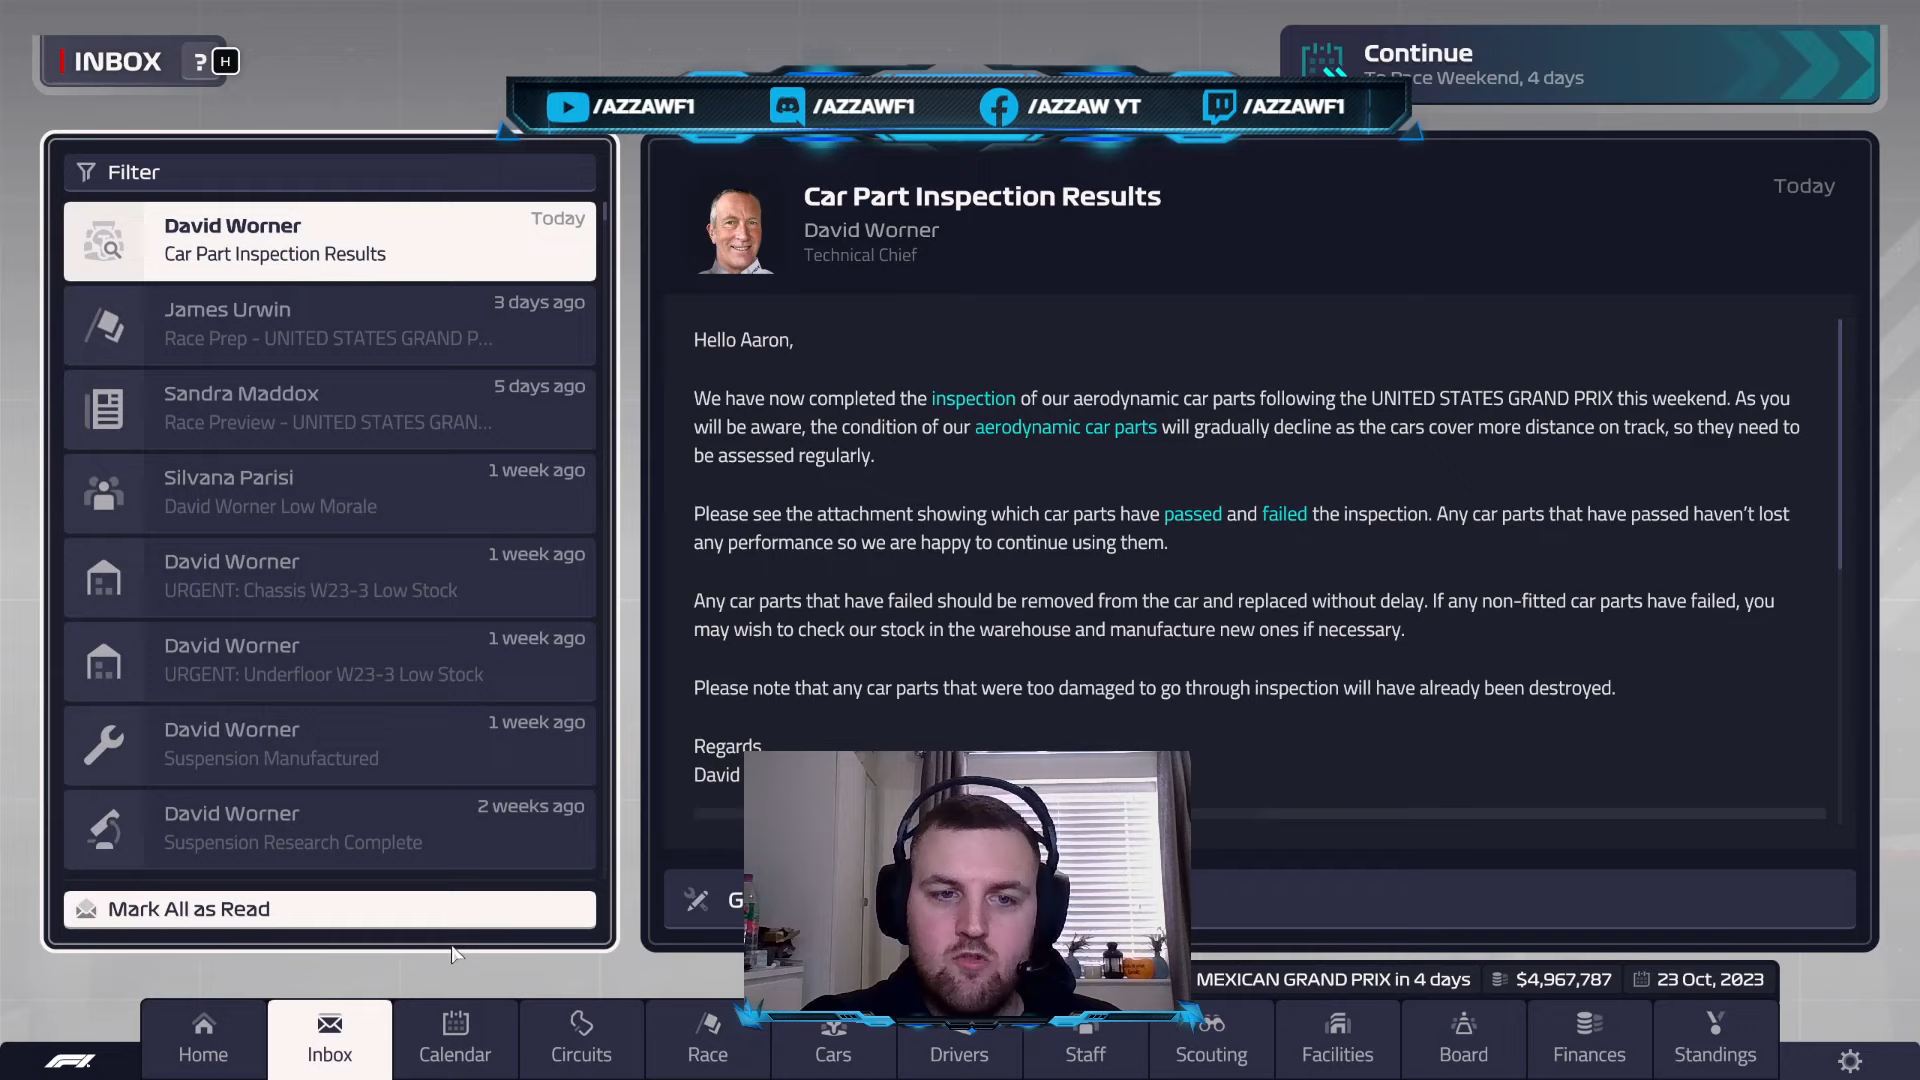 INBOX
? H
Continue
To Race Weekend, 4 days
/AZZAWF1
/AZZAWF1
/AZZAW YT
/AZZAWF1
Filter
David Worner
Today
Car Part Inspection Results
James Urwin
3 days ago
Race Prep - UNITED STATES GRAND P...
Sandra Maddox
5 days ago
Race Preview - UNITED STATES GRAN...
Silvana Parisi
1 week ago
David Worner Low Morale
David Worner
1 week ago
URGENT: Chassis W23-3 Low Stock
David Worner
1 week ago
URGENT: Underfloor W23-3 Low Stock
David Worner
1 week ago
Suspension Manufactured
David Worner
2 weeks ago
Suspension Research Complete
Mark All as Read
Car Part Inspection Results
Today
David Worner
Technical Chief
Hello Aaron,
We have now completed the inspection of our aerodynamic car parts following the UNITED STATES GRAND PRIX this weekend. As you
will be aware, the condition of our aerodynamic car parts will gradually decline as the cars cover more distance on track, so they need to
be assessed regularly.
Please see the attachment showing which car parts have passed and failed the inspection. Any car parts that have passed haven't lost
any performance so we are happy to continue using them.
Any car parts that have failed should be removed from the car and replaced without delay. If any non-fitted car parts have failed, you
may wish to check our stock in the warehouse and manufacture new ones if necessary.
Please note that any car parts that were too damaged to go through inspection will have already been destroyed.
Regards
David
G
MEXICAN GRAND PRIX in 4 days
$4,967,787
23 Oct, 2023
F1
Home
Inbox
Calendar
Circuits
Race
Cars
Drivers
Staff
Scouting
Facilities
Board
Finances
Standings